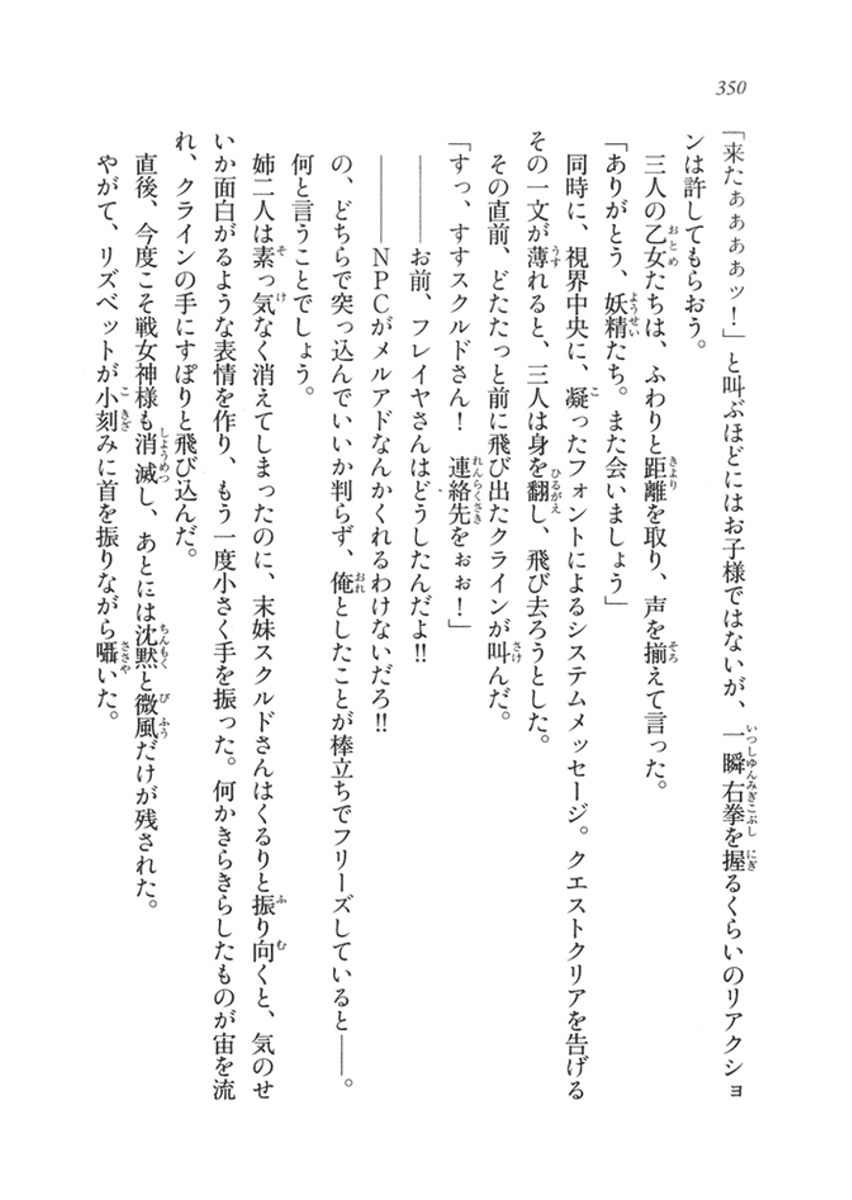 350
「来たぁぁぁぁッ！」と叫ぶほどにはお子様ではないが、一瞬右拳を握るくらいのリアクショ
ンは許してもらおう。
三人の乙女たちは、ふわりと距離を取り、声を揃えて言った。
「ありがとう、妖精たち。また会いましょう」
同時に、視界中央に、凝ったフォントによるシステムメッセージ。クエストクリアを告げる
その一文が薄れると、三人は身を翻し、飛び去ろうとした。
その直前、どたたっと前に飛び出たクラインが叫んだ。
「すっ、すすスクルドさん！　連絡先をぉぉ！」
――お前、フレイヤさんはどうしたんだよ!!
――NPCがメルアドなんかくれるわけないだろ!!
の、どちらで突っ込んでいいか判らず、俺としたことが棒立ちでフリーズしていると――。
何と言うことでしょう。
姉二人は素っ気なく消えてしまったのに、末妹スクルドさんはくるりと振り向くと、気のせ
いか面白がるような表情を作り、もう一度小さく手を振った。何かきらきらしたものが宙を流
れ、クラインの手にすぽりと飛び込んだ。
直後、今度こそ戦女神様も消滅し、あとには沈黙と微風だけが残された。
やがて、リズベットが小刻みに首を振りながら囁いた。